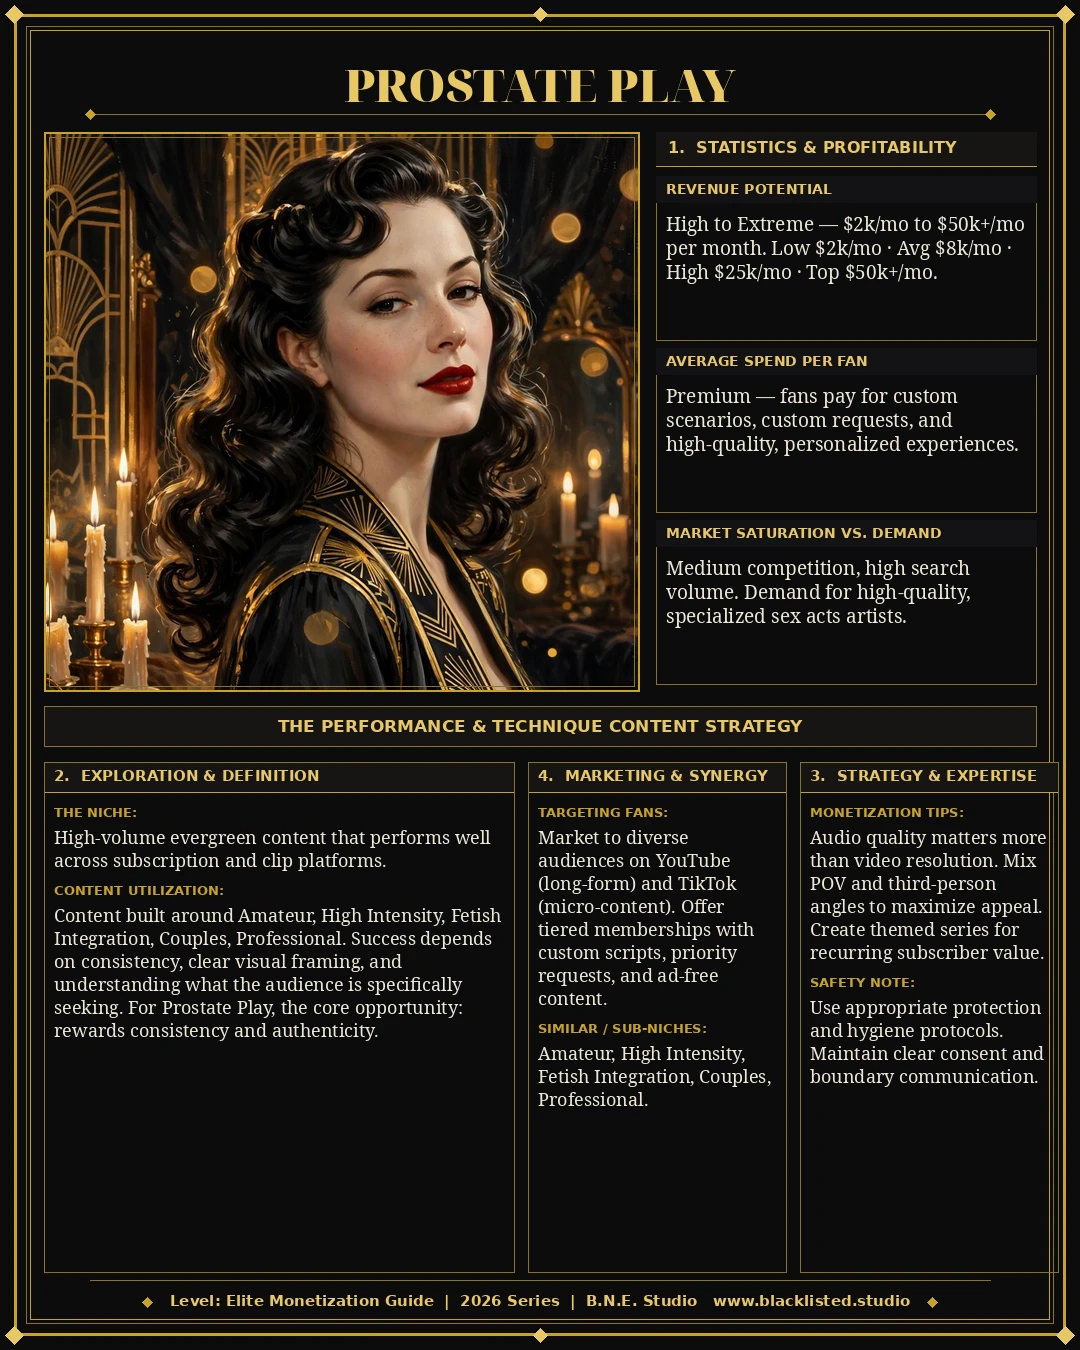 PROSTATE PLAY
1. STATISTICS & PROFITABILITY
REVENUE POTENTIAL
High to Extreme — $2k/mo to $50k+/mo
per month. Low $2k/mo · Avg $8k/mo ·
High $25k/mo · Top $50k+/mo.
AVERAGE SPEND PER FAN
Premium — fans pay for custom
scenarios, custom requests, and
high-quality, personalized experiences.
MARKET SATURATION VS. DEMAND
Medium competition, high search
volume. Demand for high-quality,
specialized sex acts artists.
THE PERFORMANCE & TECHNIQUE CONTENT STRATEGY
2. EXPLORATION & DEFINITION
THE NICHE:
High-volume evergreen content that performs well
across subscription and clip platforms.
CONTENT UTILIZATION:
Content built around Amateur, High Intensity, Fetish
Integration, Couples, Professional. Success depends
on consistency, clear visual framing, and
understanding what the audience is specifically
seeking. For Prostate Play, the core opportunity:
rewards consistency and authenticity.
4. MARKETING & SYNERGY
TARGETING FANS:
Market to diverse
audiences on YouTube
(long-form) and TikTok
(micro-content). Offer
tiered memberships with
custom scripts, priority
requests, and ad-free
content.
SIMILAR / SUB-NICHES:
Amateur, High Intensity,
Fetish Integration, Couples,
Professional.
3. STRATEGY & EXPERTISE
MONETIZATION TIPS:
Audio quality matters more
than video resolution. Mix
POV and third-person
angles to maximize appeal.
Create themed series for
recurring subscriber value.
SAFETY NOTE:
Use appropriate protection
and hygiene protocols.
Maintain clear consent and
boundary communication.
Level: Elite Monetization Guide | 2026 Series | B.N.E. Studio www.blacklisted.studio